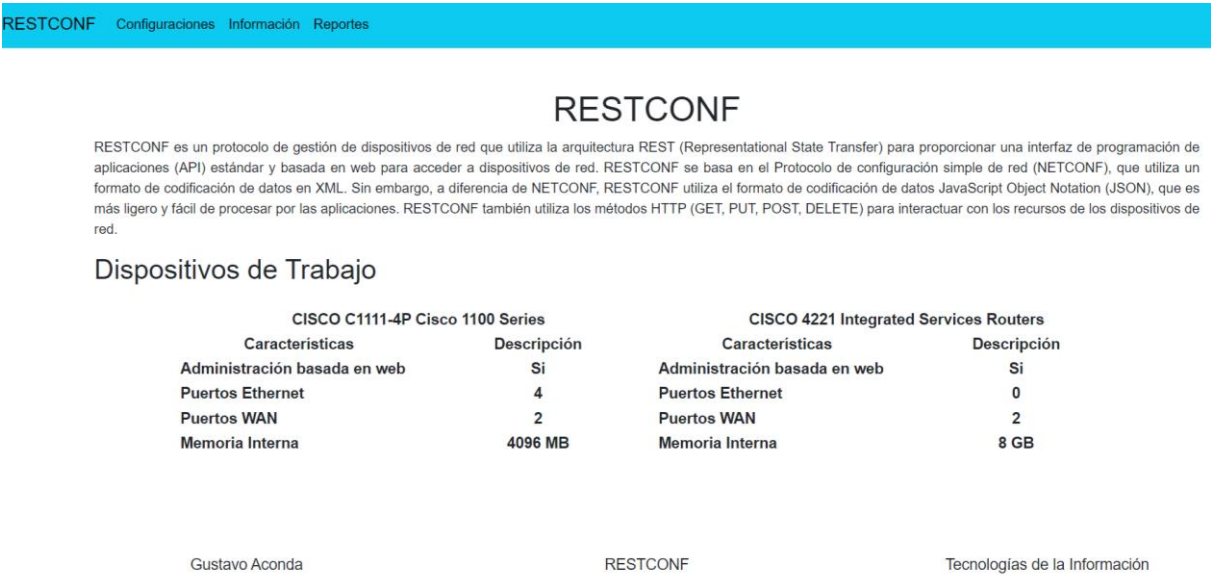 RESTCONF Configuraciones Información Reportes
RESTCONF
RESTCONF es un protocolo de gestión de dispositivos de red que utiliza la arquitectura REST (Representational State Transfer) para proporcionar una interfaz de programación de
aplicaciones (API) estándar y basada en web para acceder a dispositivos de red. RESTCONF se basa en el Protocolo de configuración simple de red (NETCONF), que utiliza un
formato de codificación de datos en XML. Sin embargo, a diferencia de NETCONF, RESTCONF utiliza el formato de codificación de datos JavaScript Object Notation (JSON), que es
más ligero y fácil de procesar por las aplicaciones. RESTCONF también utiliza los métodos HTTP (GET, PUT, POST, DELETE) para interactuar con los recursos de los dispositivos de
red.
Dispositivos de Trabajo
CISCO C1111-4P Cisco 1100 Series
Características Descripción
Administración basada en web Si
Puertos Ethernet 4
Puertos WAN 2
Memoria Interna 4096 MB
CISCO 4221 Integrated Services Routers
Características Descripción
Administración basada en web Si
Puertos Ethernet 0
Puertos WAN 2
Memoria Interna 8 GB
Gustavo Aconda RESTCONF Tecnologías de la Información